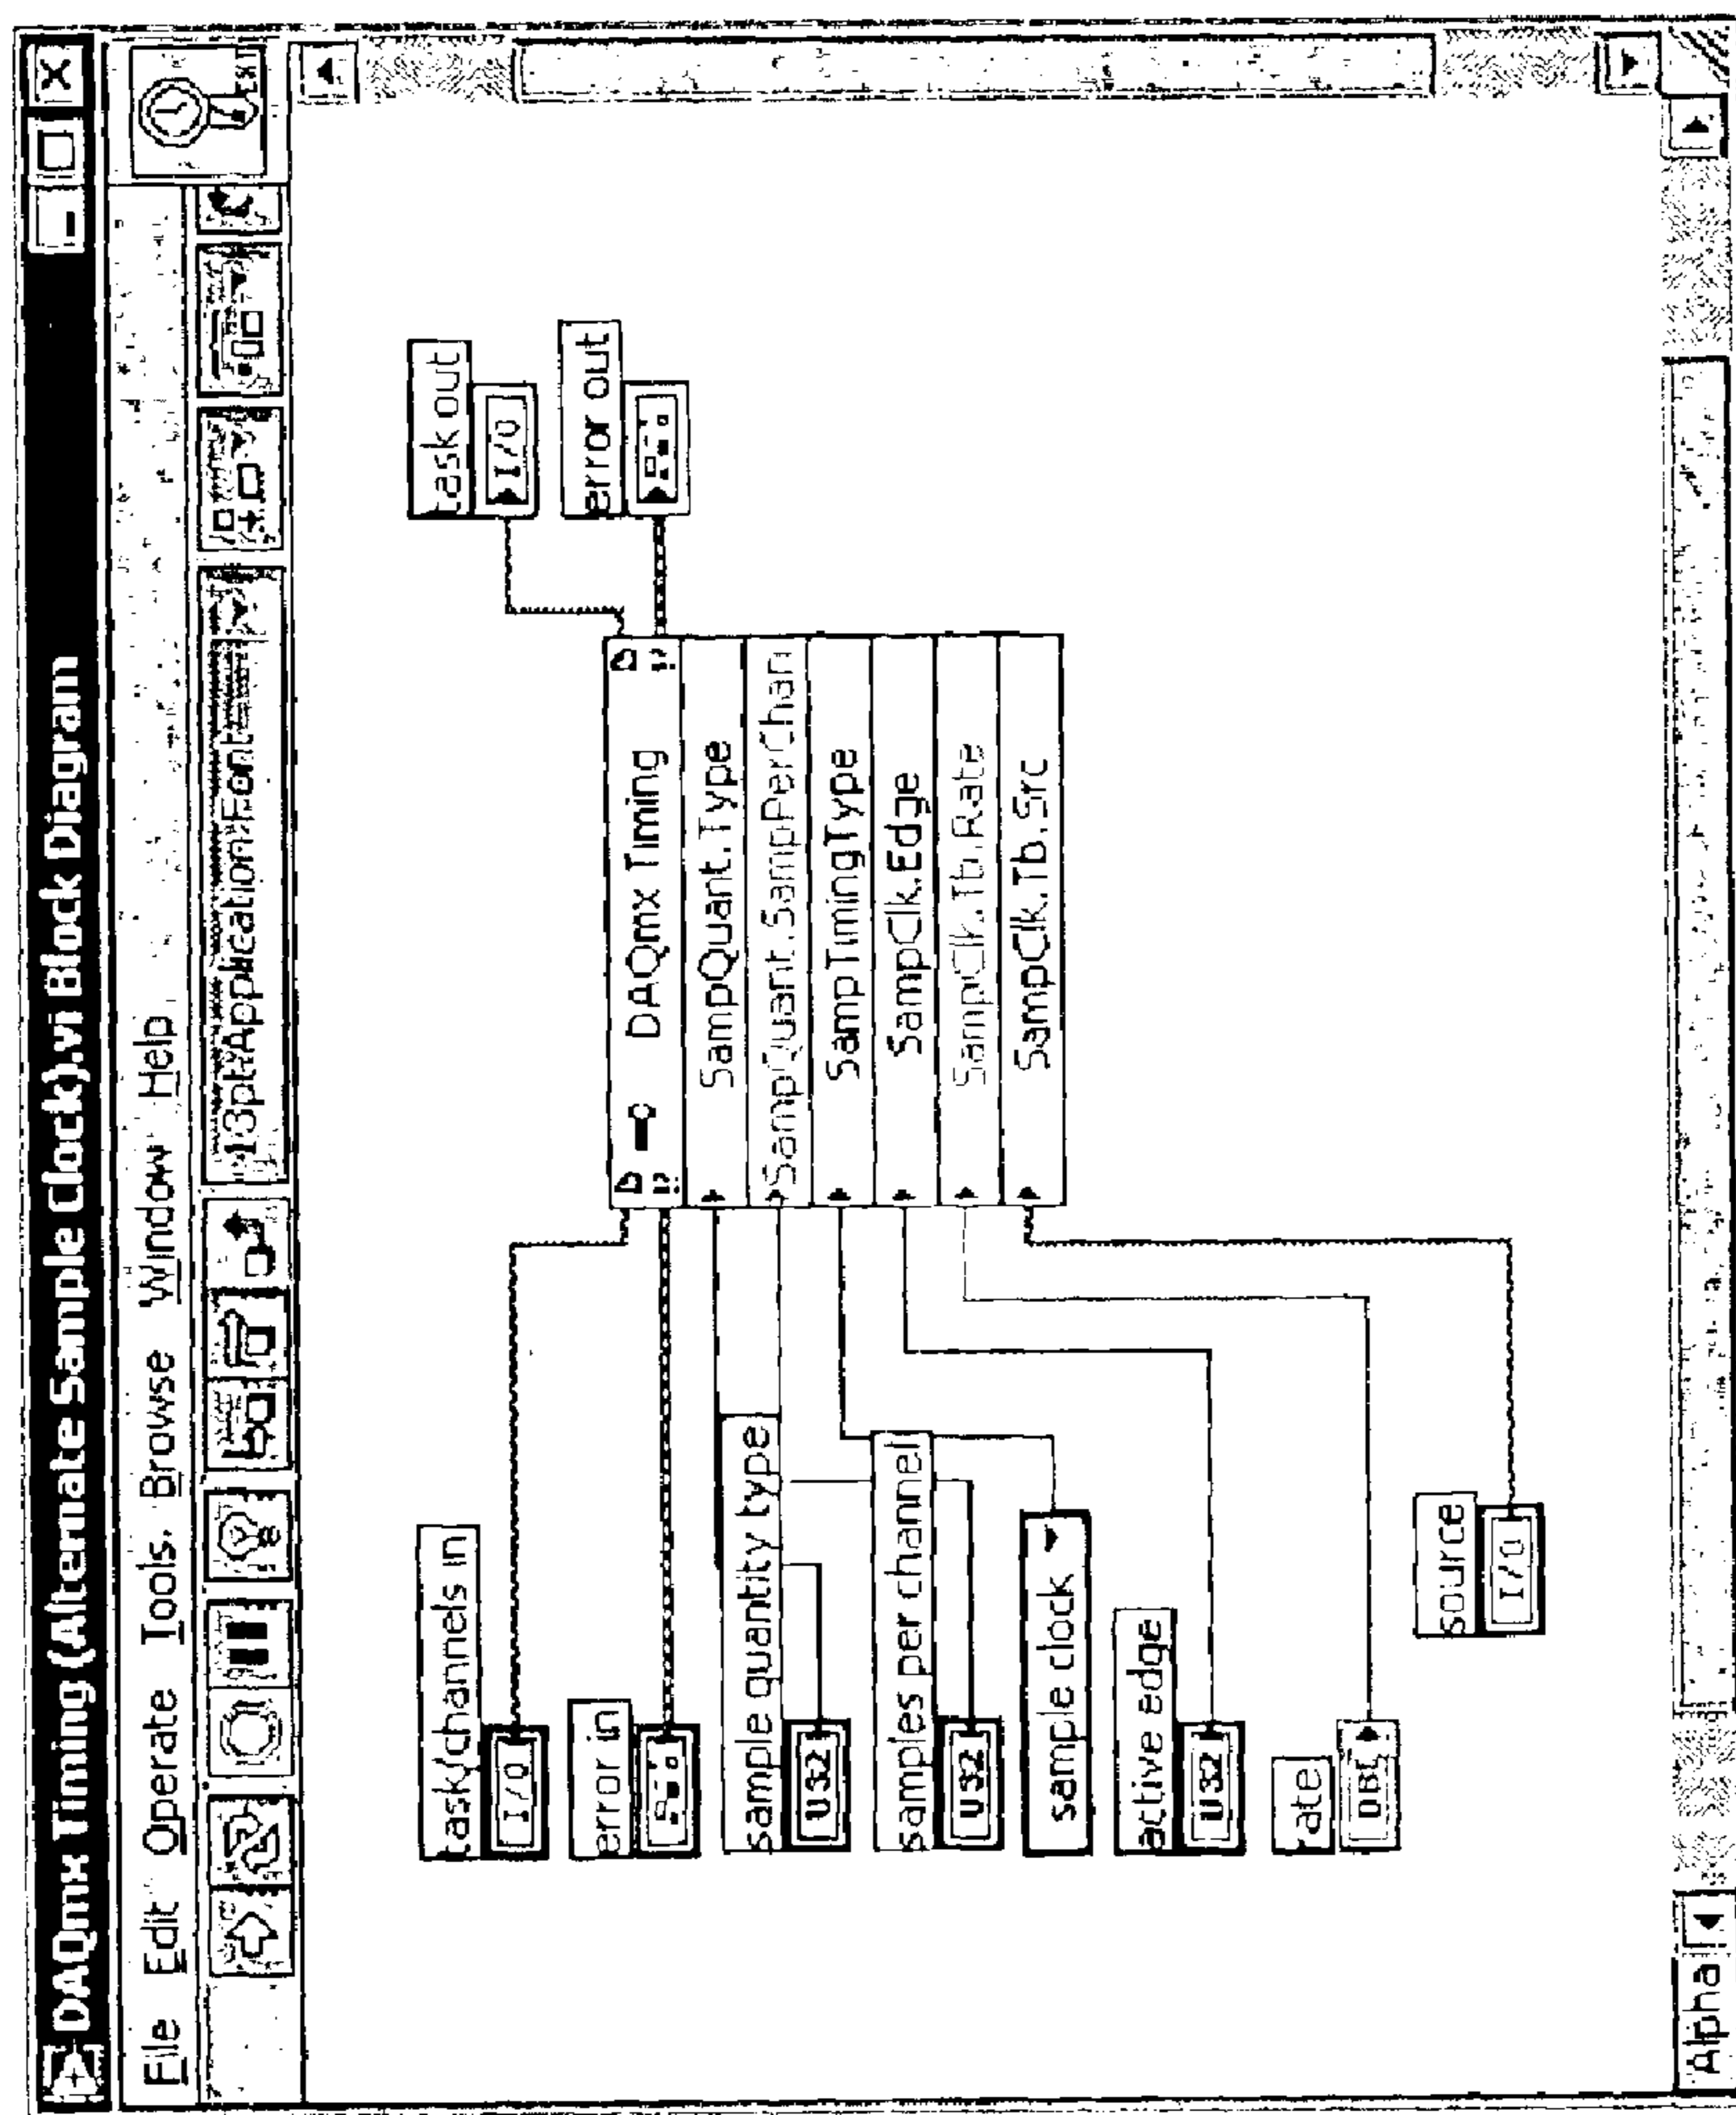 DAQmx Timing (Alternate Sample Clock).vi Block Diagram
File Edit Operate Tools Browse Window Help
13pt Application Font
EXT
task/channels in
I/O
error in
sample quantity type
U32
samples per channel
U32
sample clock
active edge
U32
rate
DBL
source
I/O
DAQmx Timing
SampQuant.Type
SampQuant.SampPerChan
SampTimingType
SampClk.Edge
SampClk.Tb.Rate
SampClk.Tb.Src
task out
I/O
error out
Alpha